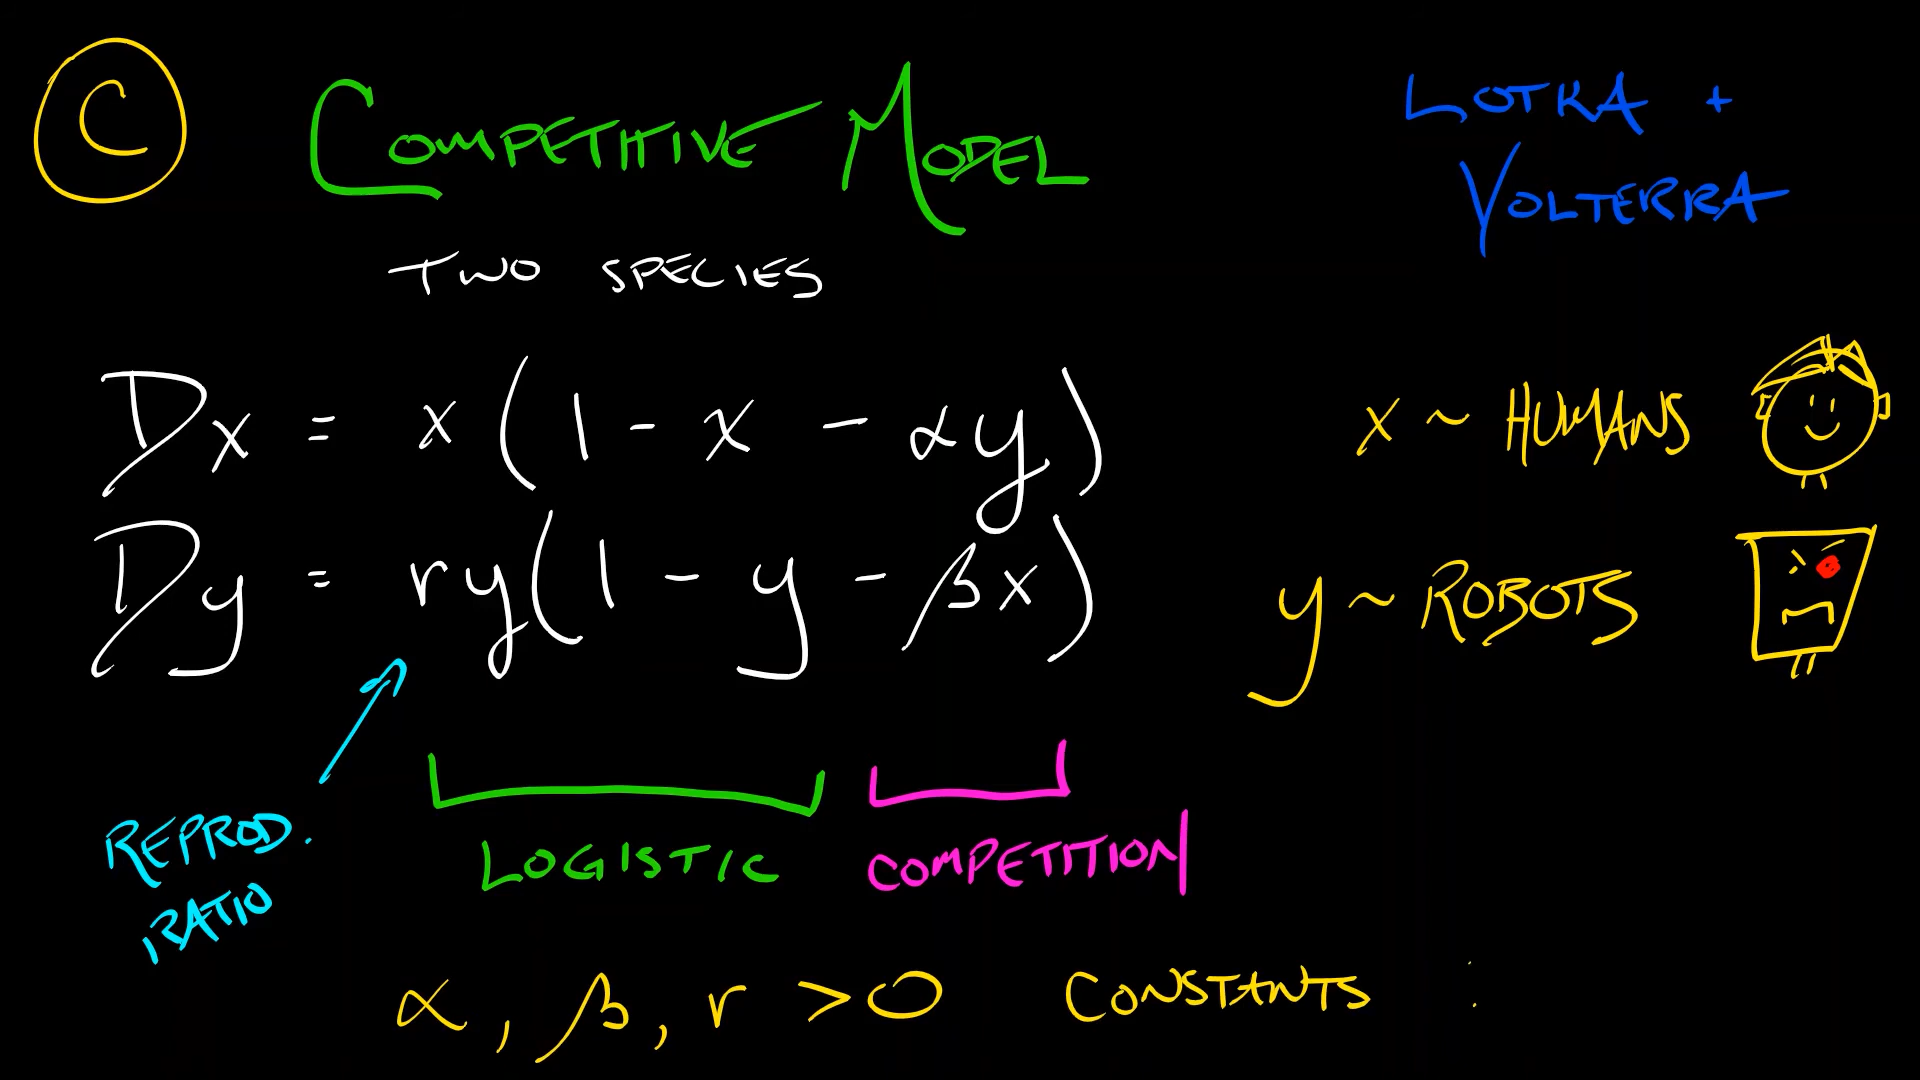 C COMPETITIVE MODEL
LOTKA +
VOLTERRA
TWO SPECIES
Dx = x(1 - x - αy)
x ~ HUMANS
Dy = ry(1 - y - βx)
y ~ ROBOTS
REPROD.
RATIO
LOGISTIC
COMPETITION
α, β, r > 0 CONSTANTS